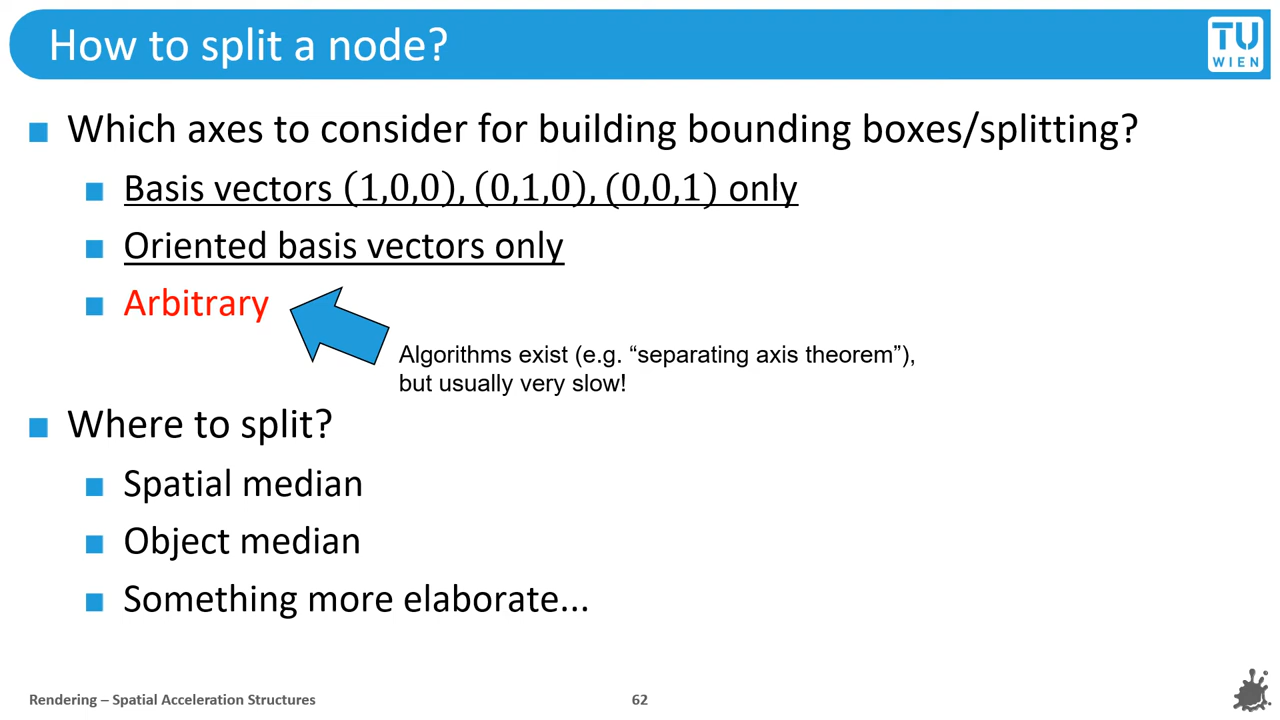 How to split a node?
TU
WIEN
Which axes to consider for building bounding boxes/splitting?
Basis vectors (1,0,0), (0,1,0), (0,0,1) only
Oriented basis vectors only
Arbitrary
Algorithms exist (e.g. “separating axis theorem”),
but usually very slow!
Where to split?
Spatial median
Object median
Something more elaborate...
Rendering – Spatial Acceleration Structures
62